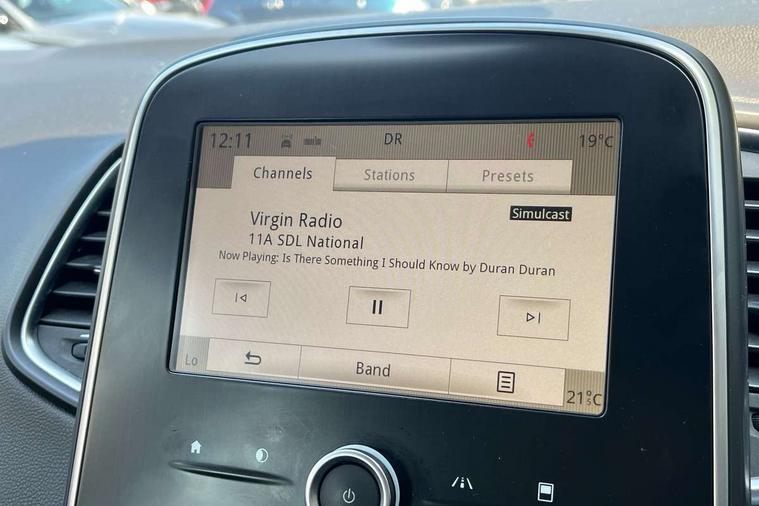 12:11 DR 19°C
Channels Stations Presets
Simulcast
Virgin Radio
11A SDL National
Now Playing: Is There Something I Should Know by Duran Duran
Lo Band 21°5C